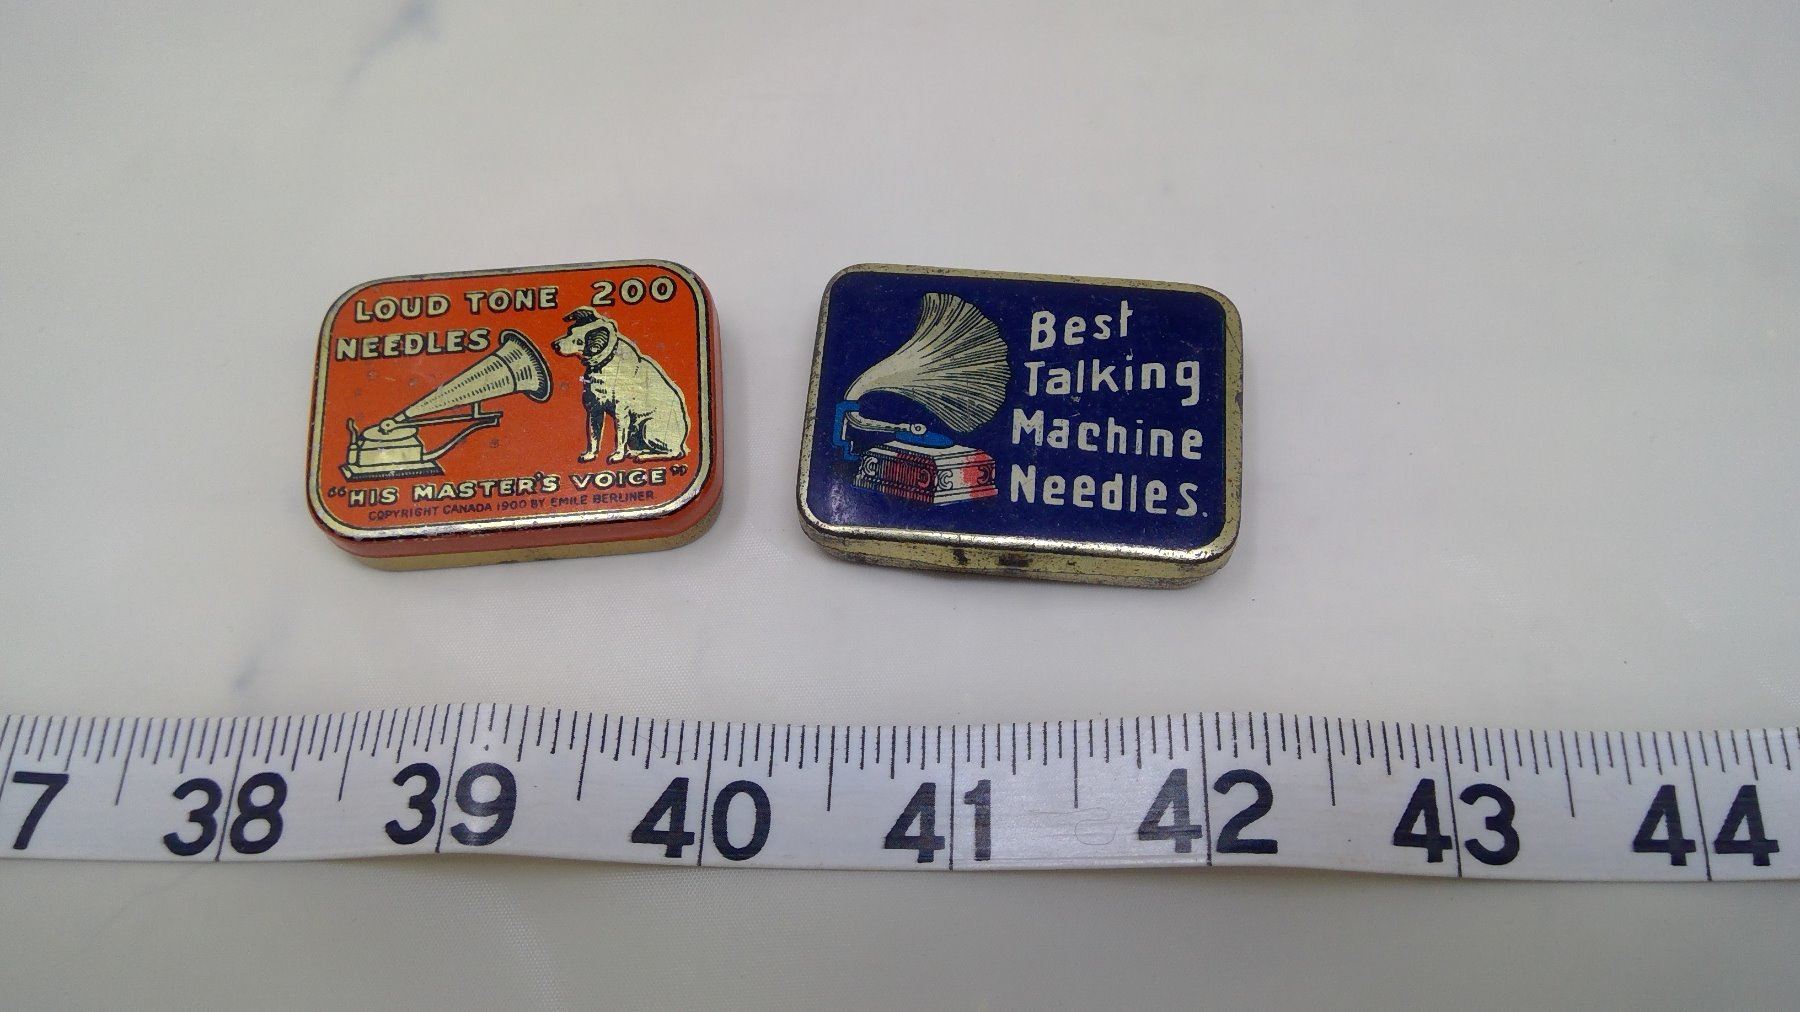 LOUD TONE 200
NEEDLES
"HIS MASTER'S VOICE"
COPYRIGHT CANADA 1900 BY EMILE BERLINER
Best
Talking
Machine
Needles.
7 38 39 40 41 42 43 44